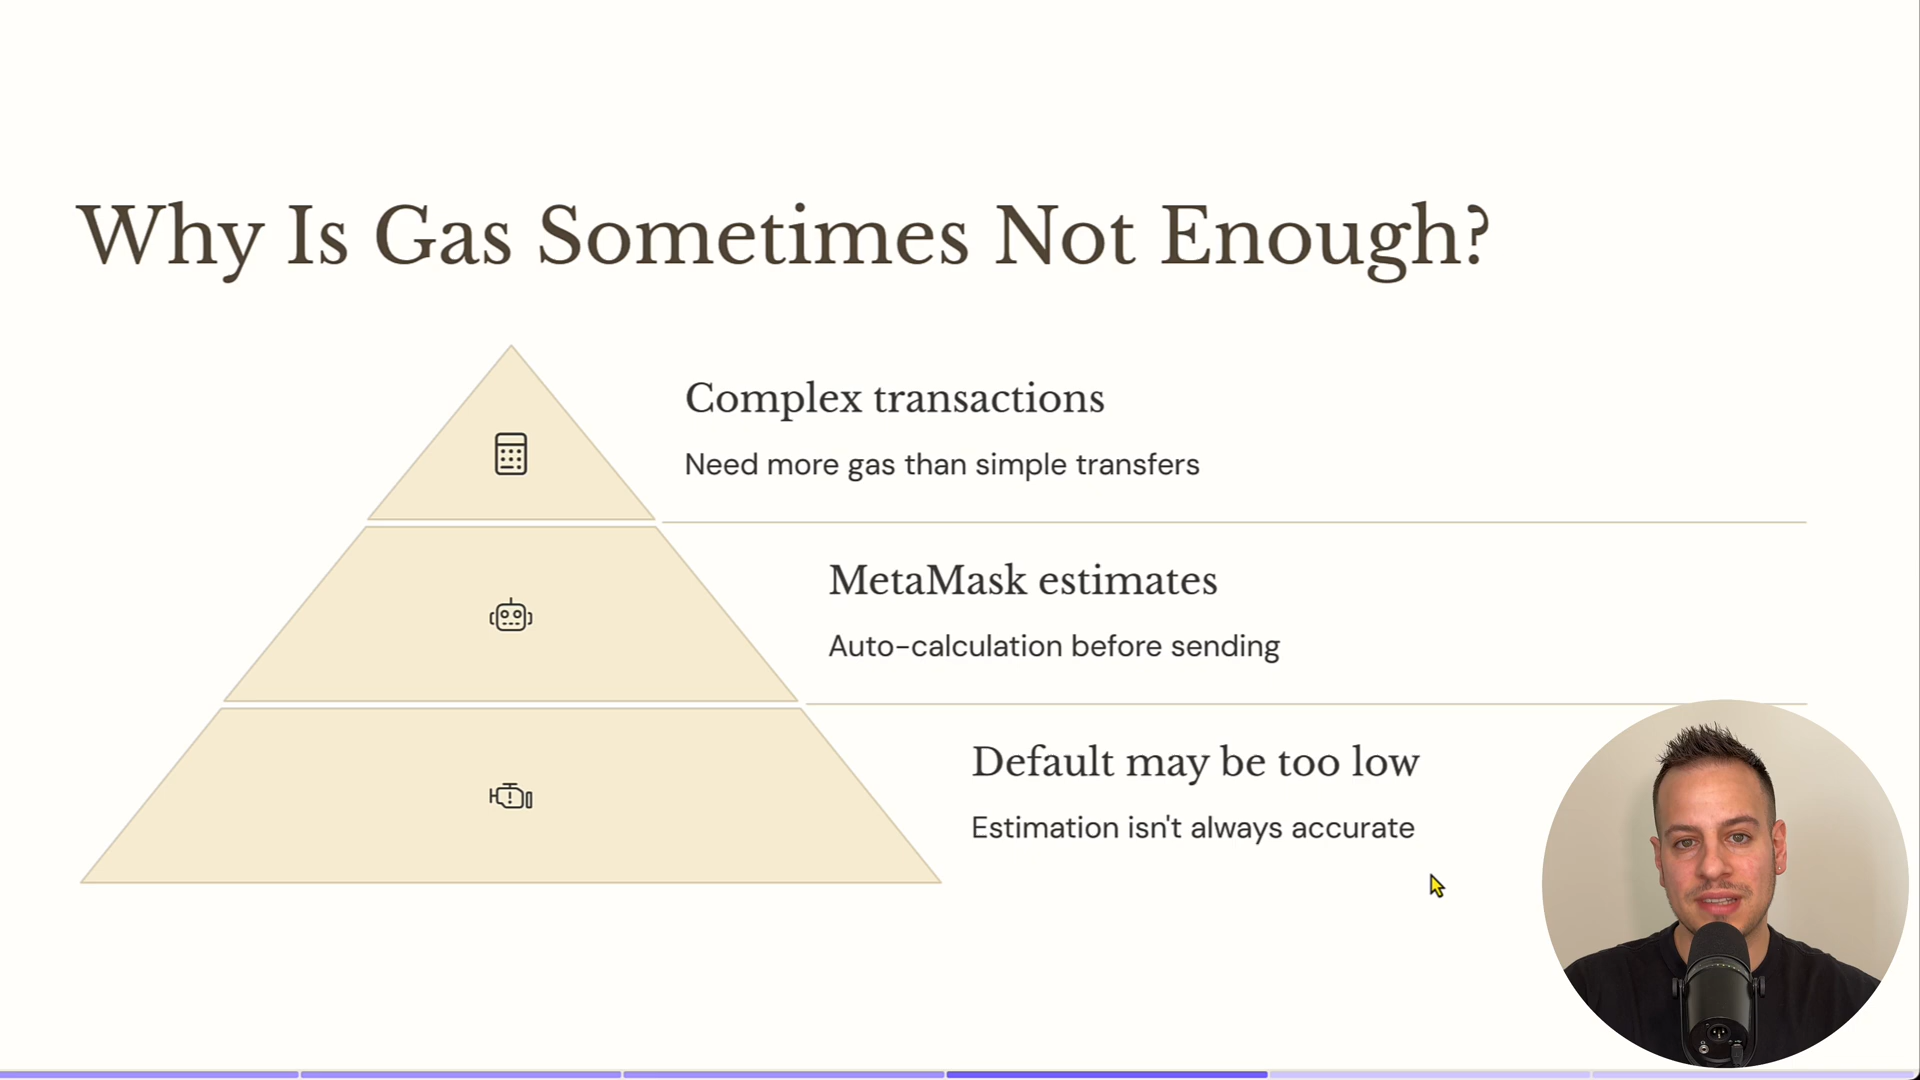 Why Is Gas Sometimes Not Enough?
Complex transactions
Need more gas than simple transfers
MetaMask estimates
Auto-calculation before sending
Default may be too low
Estimation isn't always accurate